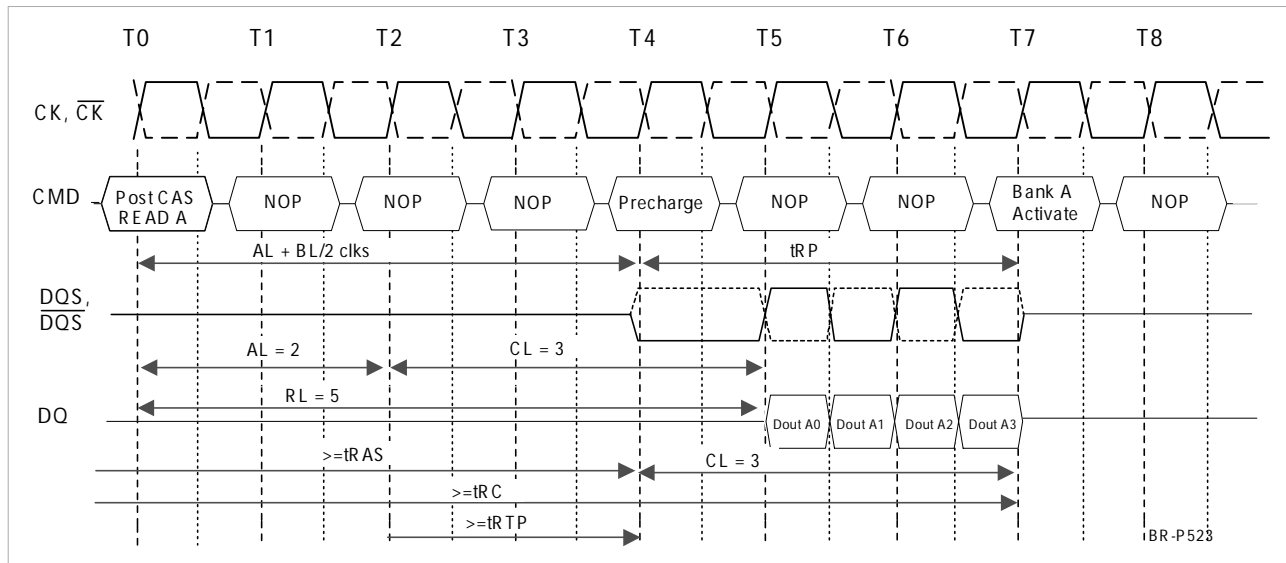 T0 T1 T2 T3 T4 T5 T6 T7 T8
CK, CK
CMD
Post CAS
READ A
NOP
NOP
NOP
Precharge
NOP
NOP
Bank A
Activate
NOP
AL + BL/2 clks
tRP
DQS,
DQS
AL = 2
CL = 3
RL = 5
DQ
Dout A0
Dout A1
Dout A2
Dout A3
>=tRAS
CL = 3
>=tRC
>=tRTP
BR-P523